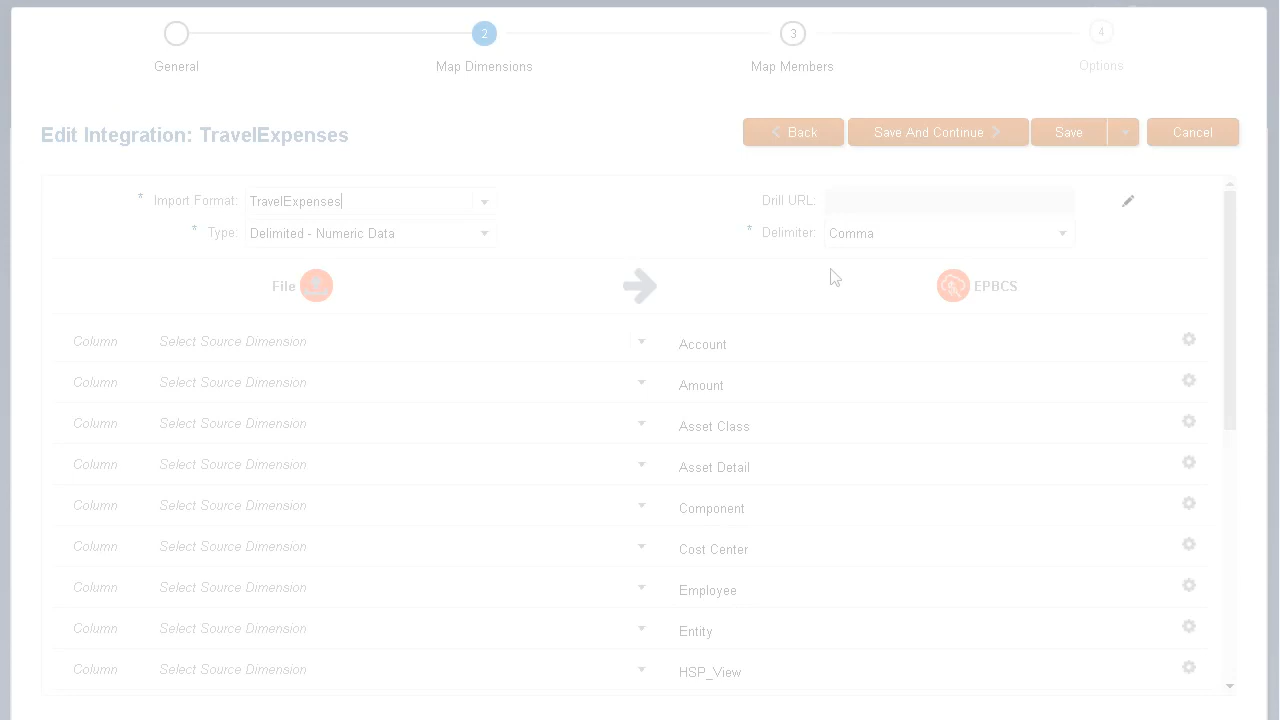 2 3 4
General Map Dimensions Map Members Options
Edit Integration: TravelExpenses Back Save And Continue Save Cancel
* Import Format: TravelExpenses Drill URL:
* Type: Delimited - Numeric Data * Delimiter: Comma
File EPBCS
Column Select Source Dimension Account
Column Select Source Dimension Amount
Column Select Source Dimension Asset Class
Column Select Source Dimension Asset Detail
Column Select Source Dimension Component
Column Select Source Dimension Cost Center
Column Select Source Dimension Employee
Column Select Source Dimension Entity
Column Select Source Dimension HSP_View